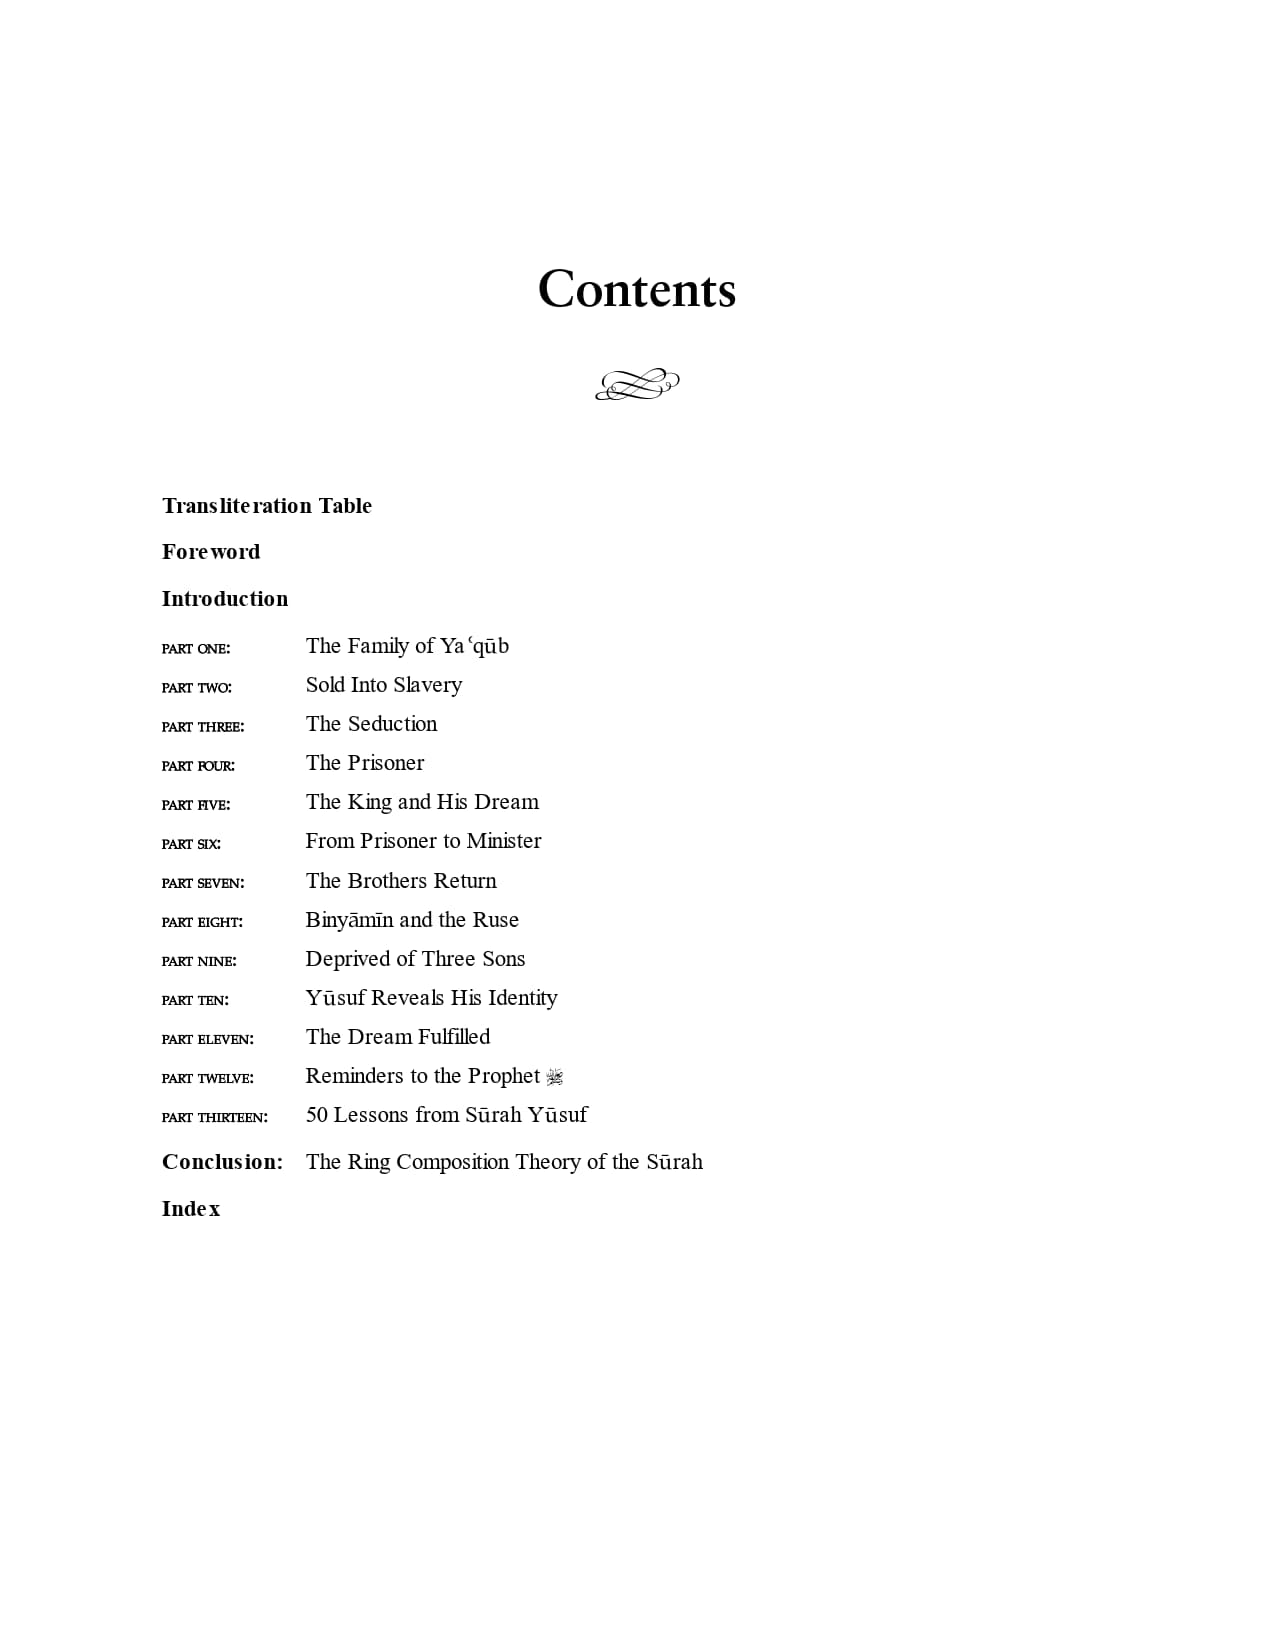 Contents
Transliteration Table
Foreword
Introduction
PART ONE: The Family of Yaʿqūb
PART TWO: Sold Into Slavery
PART THREE: The Seduction
PART FOUR: The Prisoner
PART FIVE: The King and His Dream
PART SIX: From Prisoner to Minister
PART SEVEN: The Brothers Return
PART EIGHT: Binyāmīn and the Ruse
PART NINE: Deprived of Three Sons
PART TEN: Yūsuf Reveals His Identity
PART ELEVEN: The Dream Fulfilled
PART TWELVE: Reminders to the Prophet ﷺ
PART THIRTEEN: 50 Lessons from Sūrah Yūsuf
Conclusion: The Ring Composition Theory of the Sūrah
Index